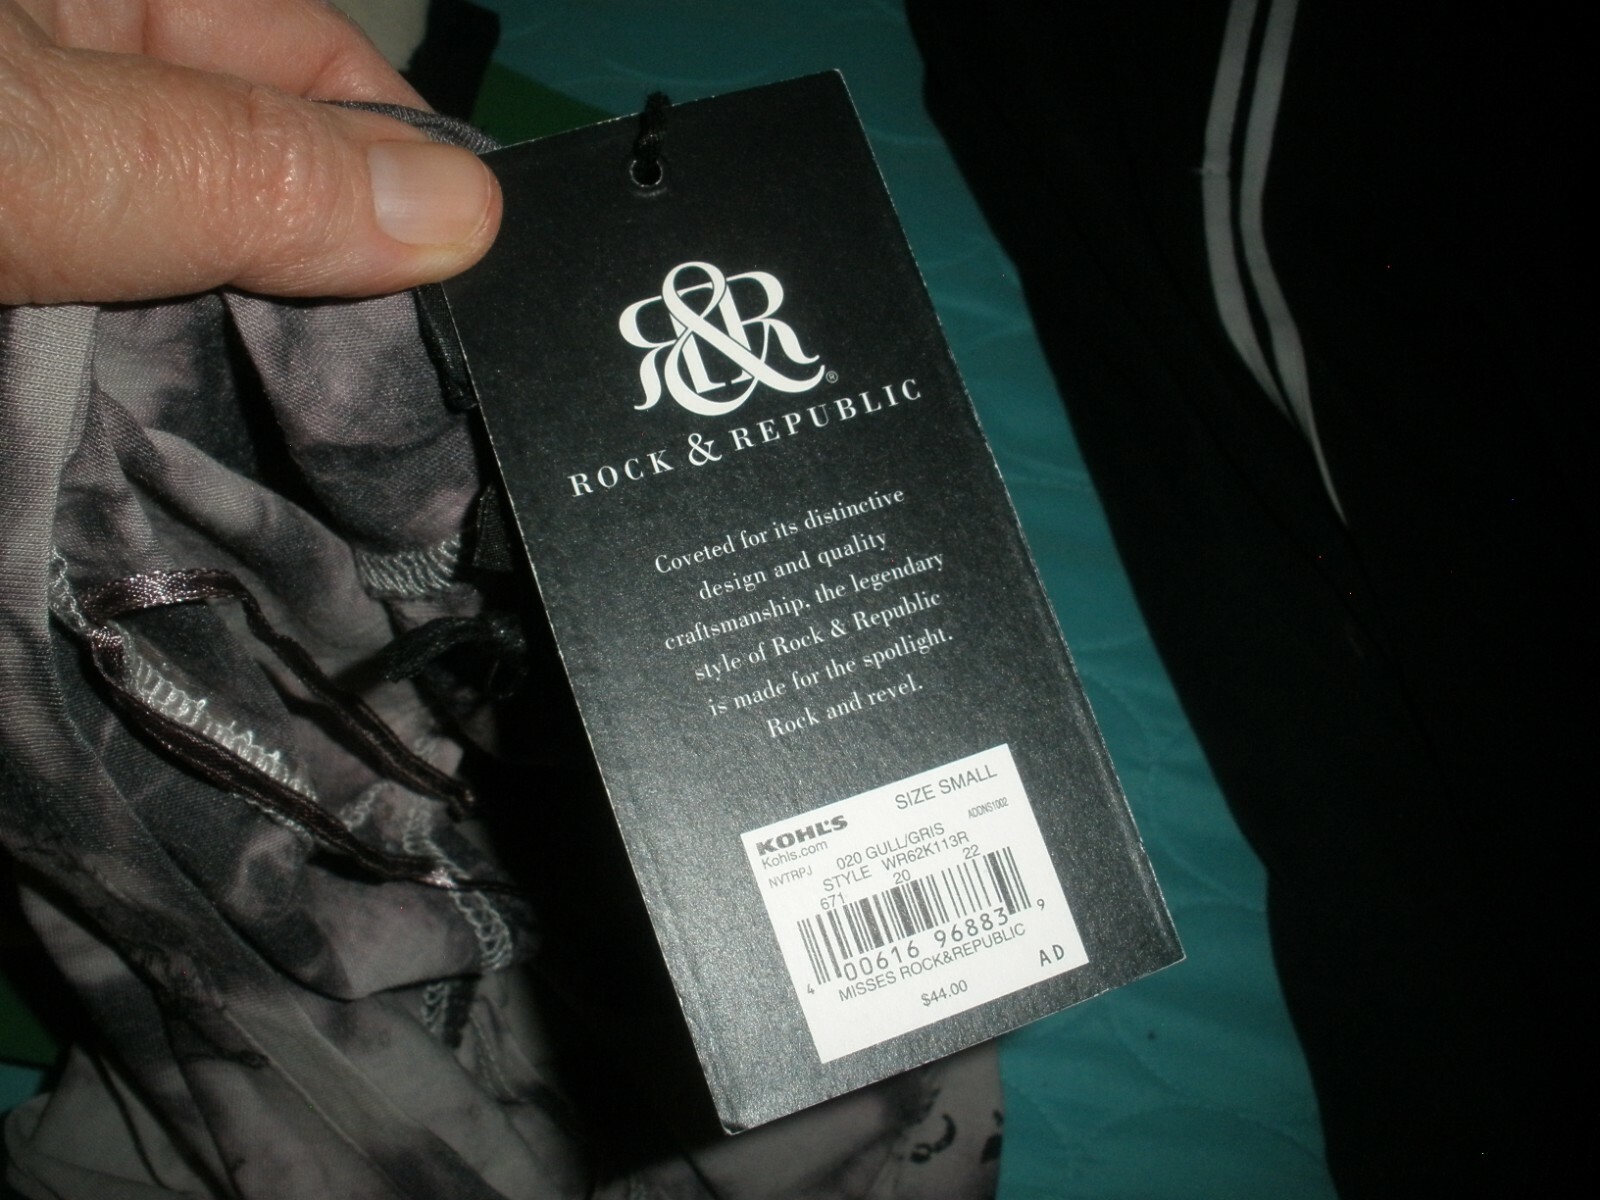 R&R®
ROCK & REPUBLIC
Coveted for its distinctive
design and quality
craftsmanship, the legendary
style of Rock & Republic
is made for the spotlight.
Rock and revel.
SIZE SMALL
KOHL'S
Kohls.com
ADDNS1002
NVTRPJ 020 GULL/GRIS
STYLE WR62K113R
671 20 22
4 00616 96883 9
MISSES ROCK&REPUBLIC
AD
$44.00